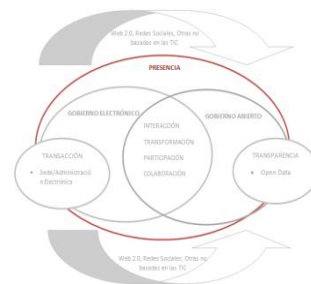 Web 2.0, Redes Sociales, Otras no
basadas en las TIC
PRESENCIA
GOBIERNO ELECTRÓNICO
GOBIERNO ABIERTO
INTERACCIÓN
TRANSFORMACIÓN
PARTICIPACIÓN
COLABORACIÓN
TRANSACCIÓN
• Sede/Administració
n Electrónica
TRANSPARENCIA
• Open Data
Web 2.0, Redes Sociales, Otras no
basadas en las TIC